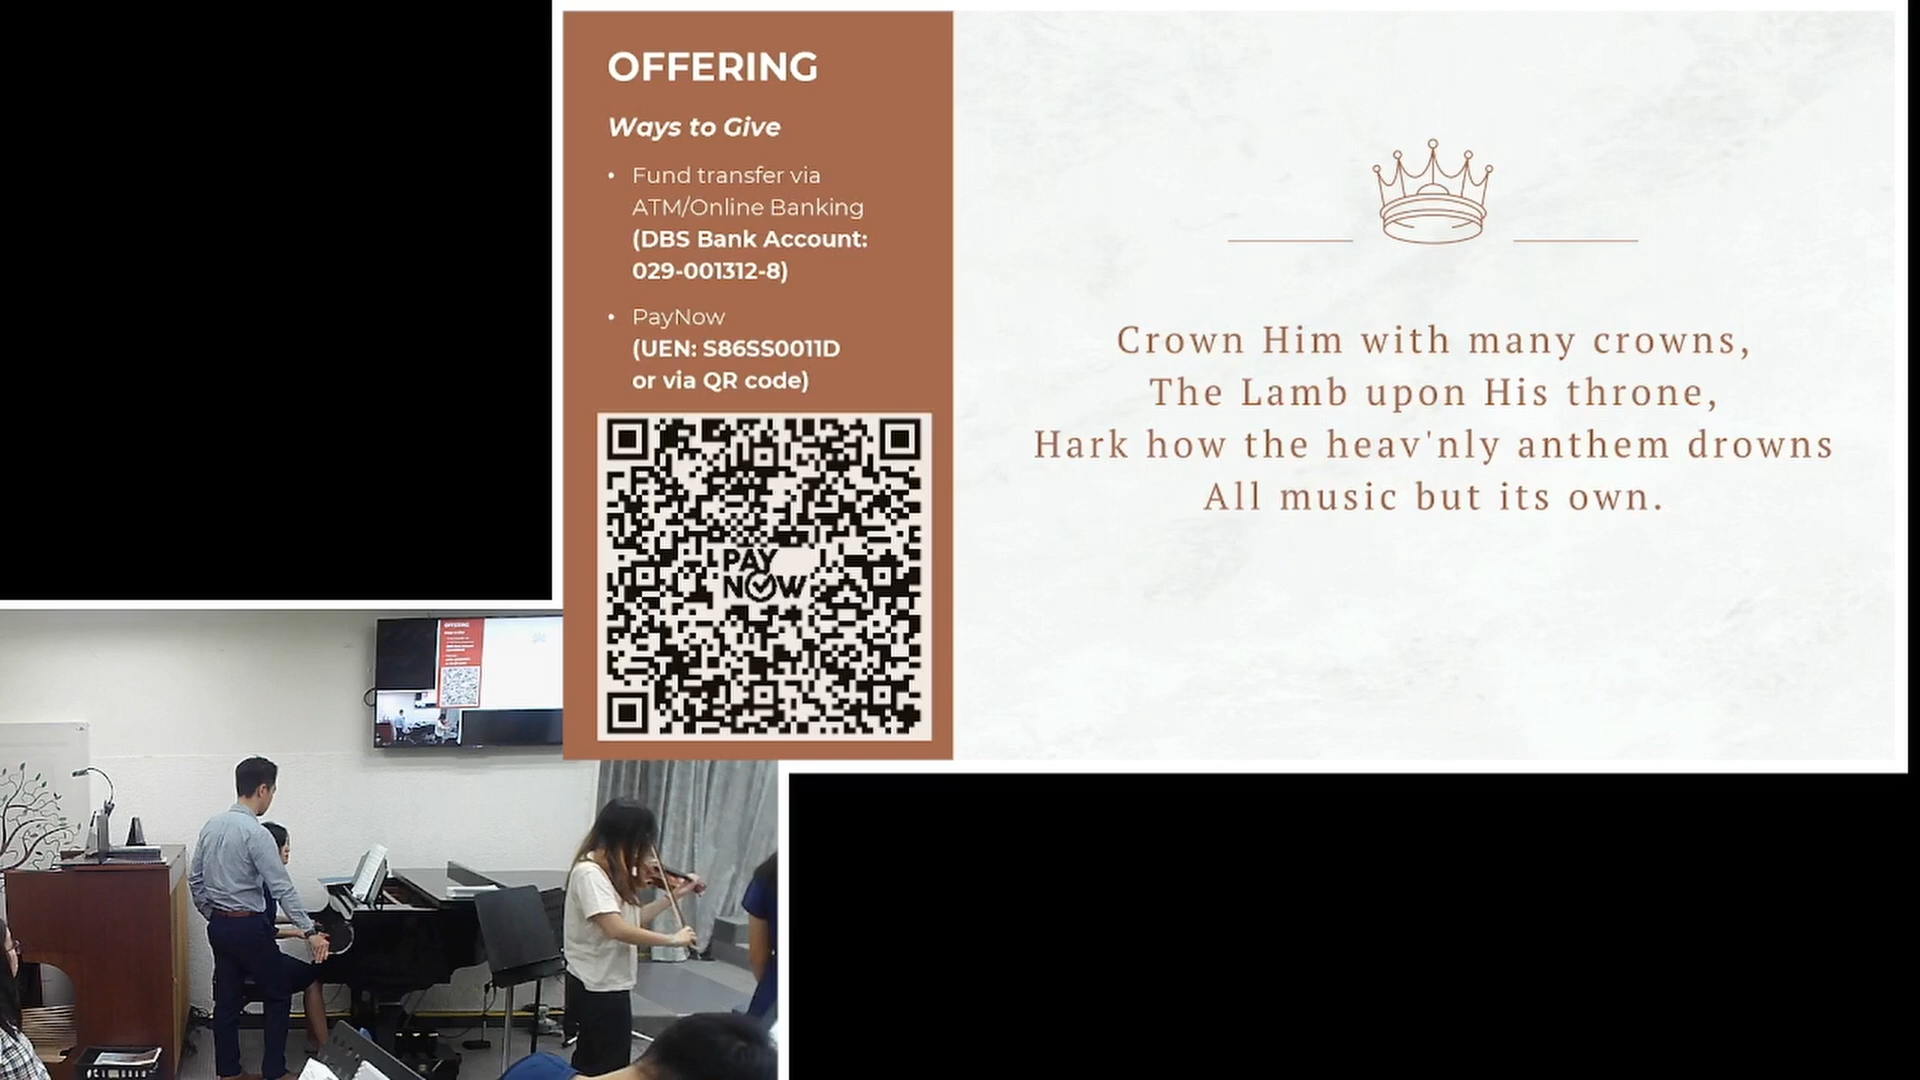 OFFERING
Ways to Give
• Fund transfer via
ATM/Online Banking
(DBS Bank Account:
029-001312-8)
• PayNow
(UEN: S86SS0011D
or via QR code)
PAY
NOW
Crown Him with many crowns,
The Lamb upon His throne,
Hark how the heav'nly anthem drowns
All music but its own.
OFFERING